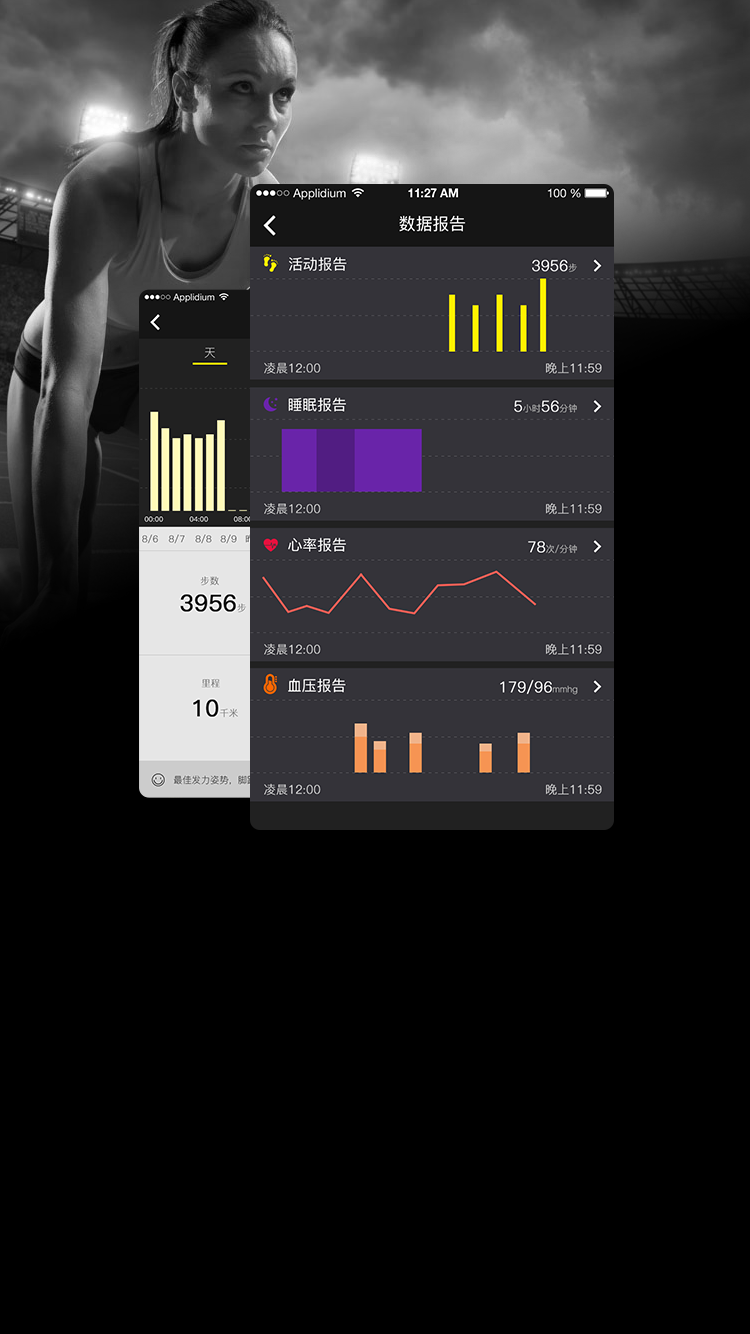 Applidium 11:27 AM 100 %
数据报告
活动报告 3956步
凌晨12:00 晚上11:59
睡眠报告 5小时56分钟
凌晨12:00 晚上11:59
心率报告 78次/分钟
凌晨12:00 晚上11:59
血压报告 179/96mmhg
凌晨12:00 晚上11:59
Applidium
天
00:00 04:00 08:0
8/6 8/7 8/8 8/9
步数
3956步
里程
10千米
最佳发力姿势，脚